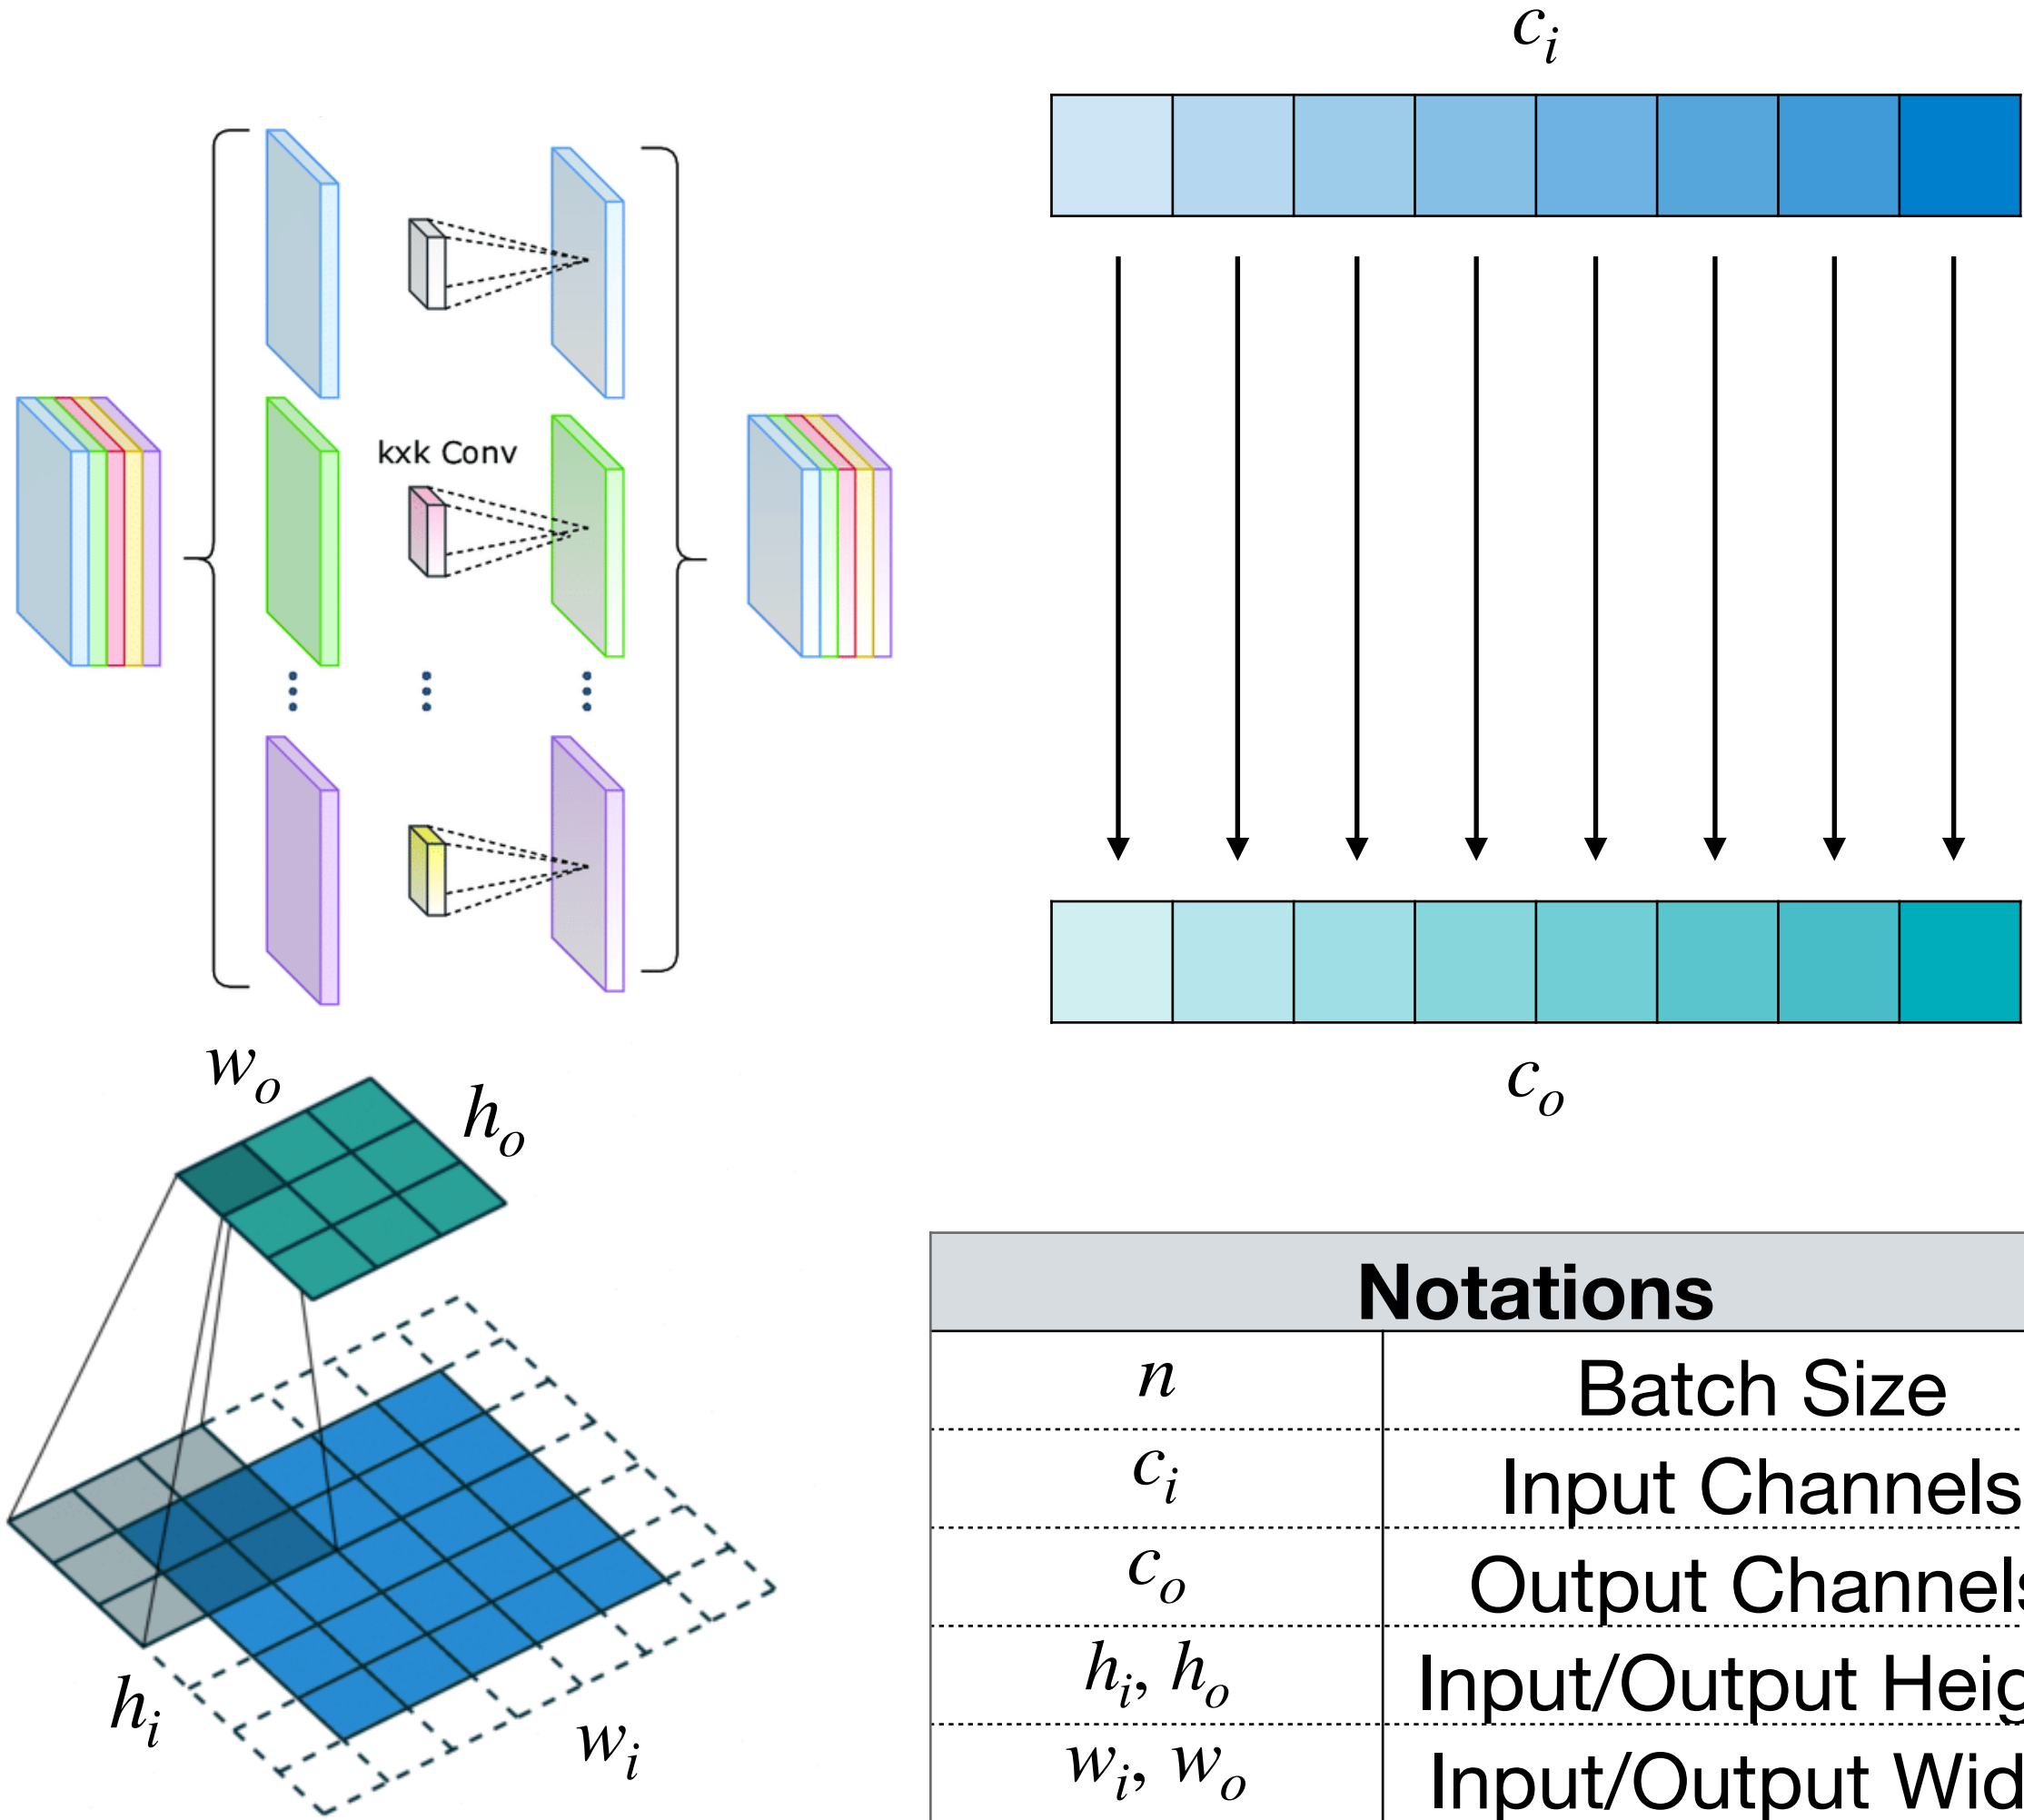 c_i
kxk Conv
c_o
w_o
h_o
h_i
w_i
Notations
n Batch Size
c_i Input Channels
c_o Output Channels
h_i, h_o Input/Output Heig
w_i, w_o Input/Output Wid